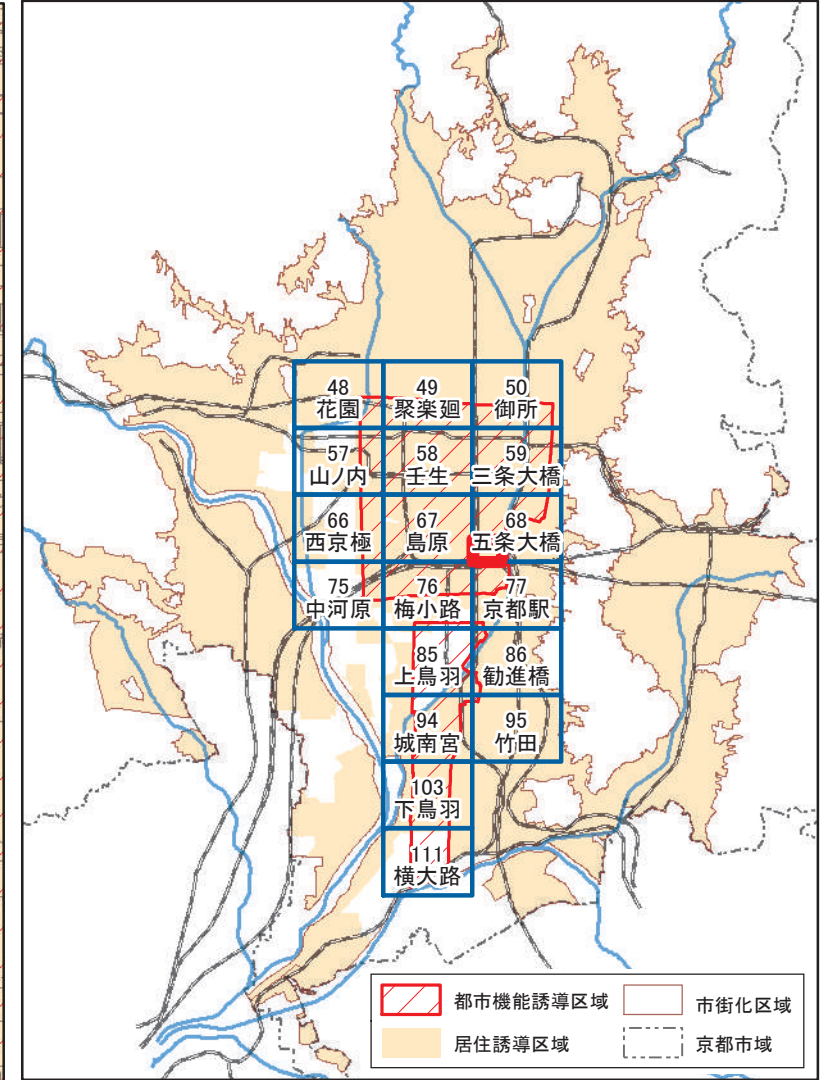 48
花園
49
聚楽廻
50
御所
57
山ノ内
58
壬生
59
三条大橋
66
西京極
67
島原
68
五条大橋
75
中河原
76
梅小路
77
京都駅
85
上鳥羽
86
勧進橋
94
城南宮
95
竹田
103
下鳥羽
111
横大路
都市機能誘導区域
市街化区域
居住誘導区域
京都市域